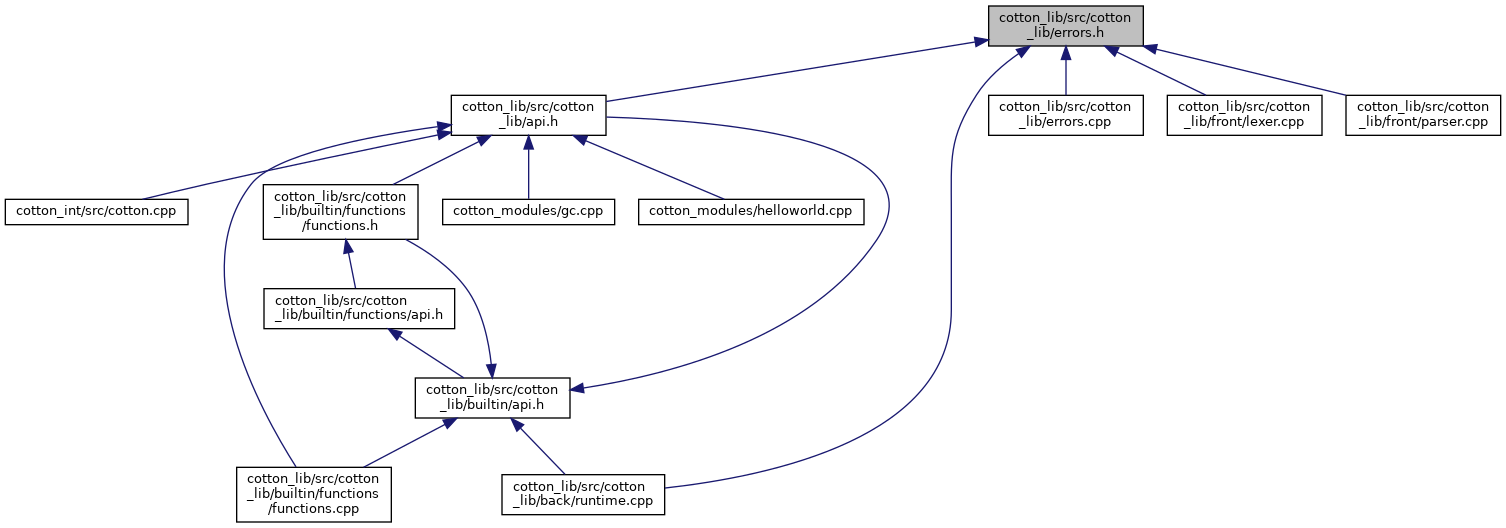 cotton_lib/src/cotton
_lib/errors.h
cotton_lib/src/cotton
_lib/api.h
cotton_lib/src/cotton
_lib/errors.cpp
cotton_lib/src/cotton
_lib/front/lexer.cpp
cotton_lib/src/cotton
_lib/front/parser.cpp
cotton_int/src/cotton.cpp
cotton_lib/src/cotton
_lib/builtin/functions
/functions.h
cotton_modules/gc.cpp
cotton_modules/helloworld.cpp
cotton_lib/src/cotton
_lib/builtin/functions/api.h
cotton_lib/src/cotton
_lib/builtin/api.h
cotton_lib/src/cotton
_lib/builtin/functions
/functions.cpp
cotton_lib/src/cotton
_lib/back/runtime.cpp